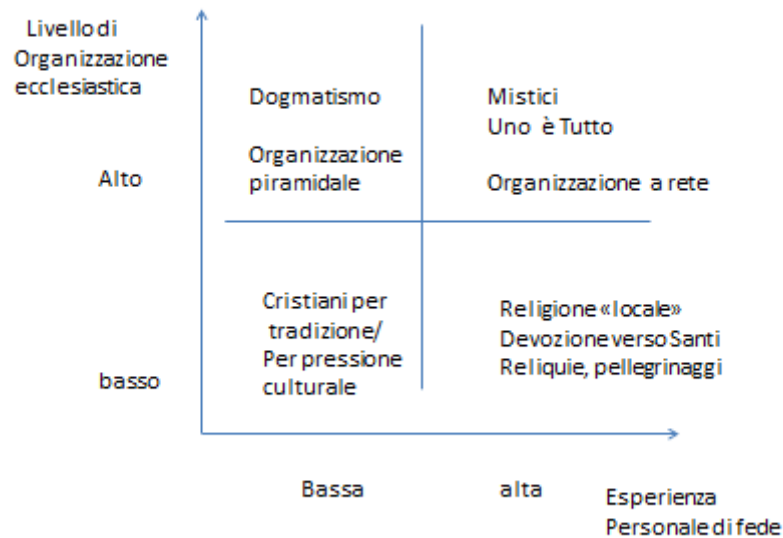 Livello di
Organizzazione
ecclesiastica
Dogmatismo
Organizzazione
piramidale
Mistici
Uno è Tutto
Organizzazione a rete
Alto
Cristiani per
tradizione/
Per pressione
culturale
Religione «locale»
Devozione verso Santi
Reliquie, pellegrinaggi
basso
Bassa
alta
Esperienza
Personale di fede